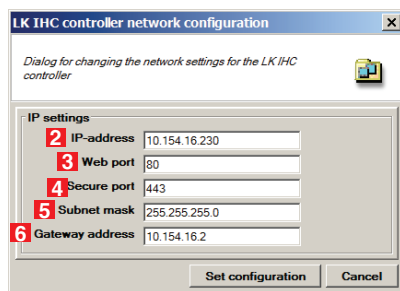 LK IHC controller network configuration
Dialog for changing the network settings for the LK IHC
controller
IP settings
2 IP-address 10.154.16.230
3 Web port 80
4 Secure port 443
5 Subnet mask 255.255.255.0
6 Gateway address 10.154.16.2
Set configuration Cancel